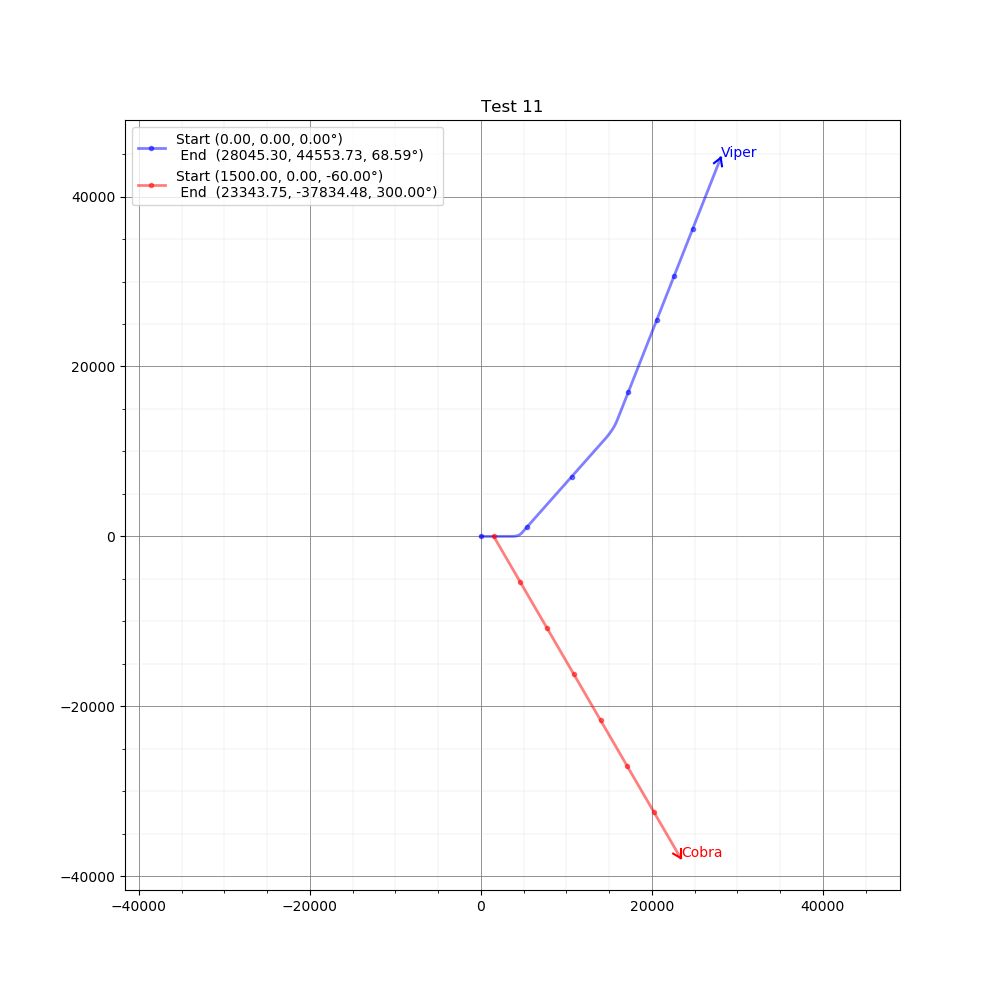 Test 11
Start (0.00, 0.00, 0.00°)
End (28045.30, 44553.73, 68.59°)
Start (1500.00, 0.00, -60.00°)
End (23343.75, -37834.48, 300.00°)
Viper
Cobra
40000
20000
0
−20000
−40000
−40000 −20000 0 20000 40000